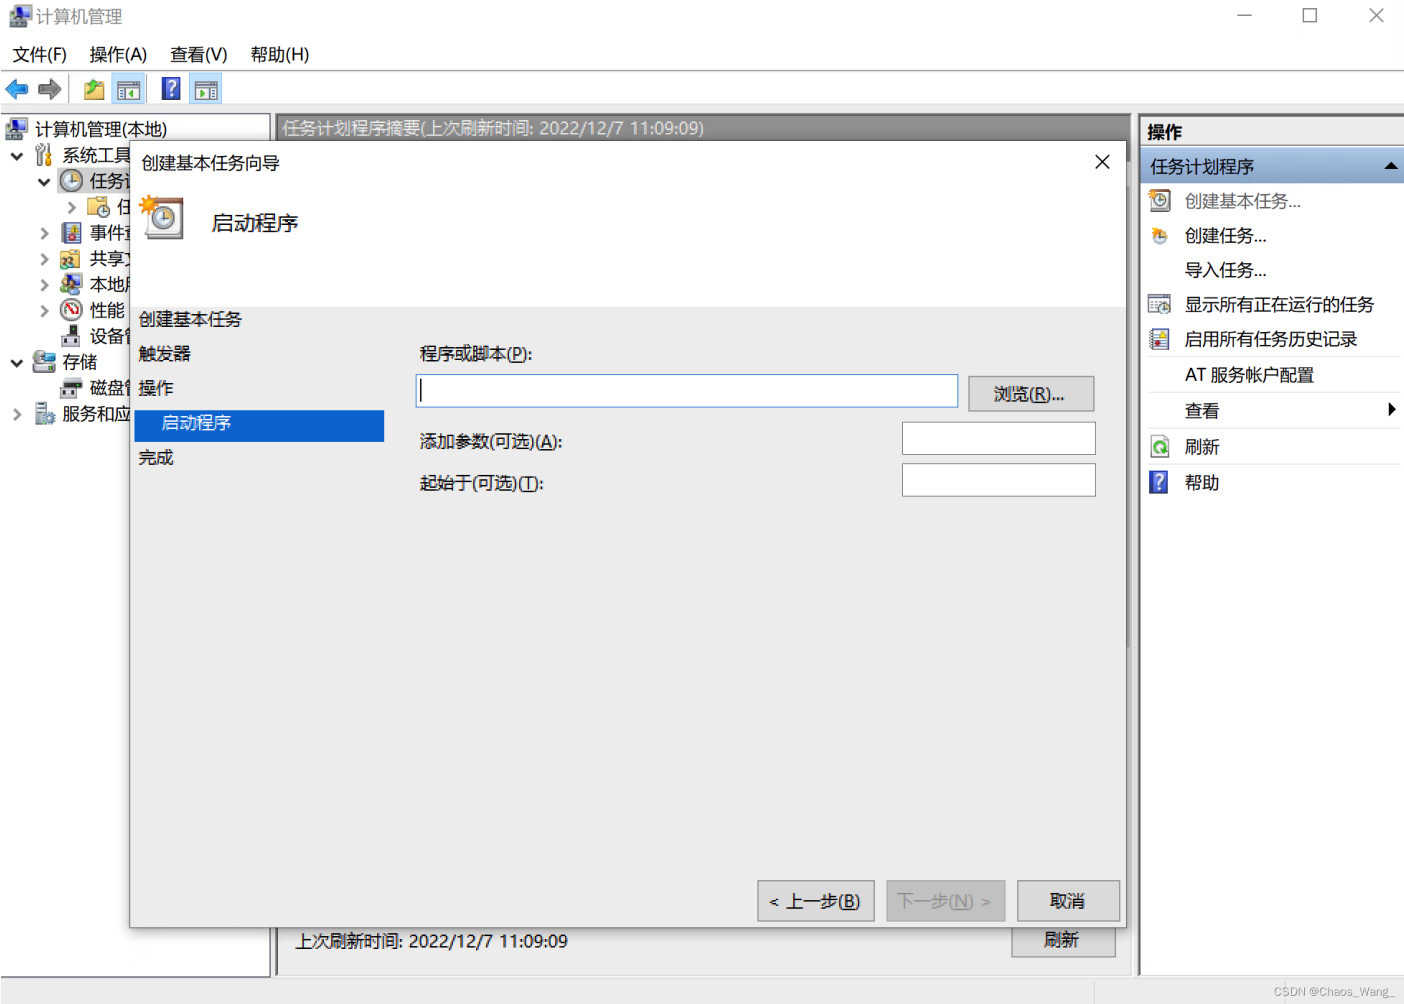 计算机管理
文件(F) 操作(A) 查看(V) 帮助(H)
计算机管理(本地)
系统工具
任务计
任
事件查
共享文
本地用
性能
设备管
存储
磁盘管
服务和应
任务计划程序摘要(上次刷新时间: 2022/12/7 11:09:09)
创建基本任务向导
启动程序
创建基本任务
触发器
操作
启动程序
完成
程序或脚本(P):
浏览(R)...
添加参数(可选)(A):
起始于(可选)(T):
< 上一步(B)
下一步(N) >
取消
上次刷新时间: 2022/12/7 11:09:09
刷新
操作
任务计划程序
创建基本任务...
创建任务...
导入任务...
显示所有正在运行的任务
启用所有任务历史记录
AT 服务帐户配置
查看
刷新
帮助
CSDN @Chaos_Wang_